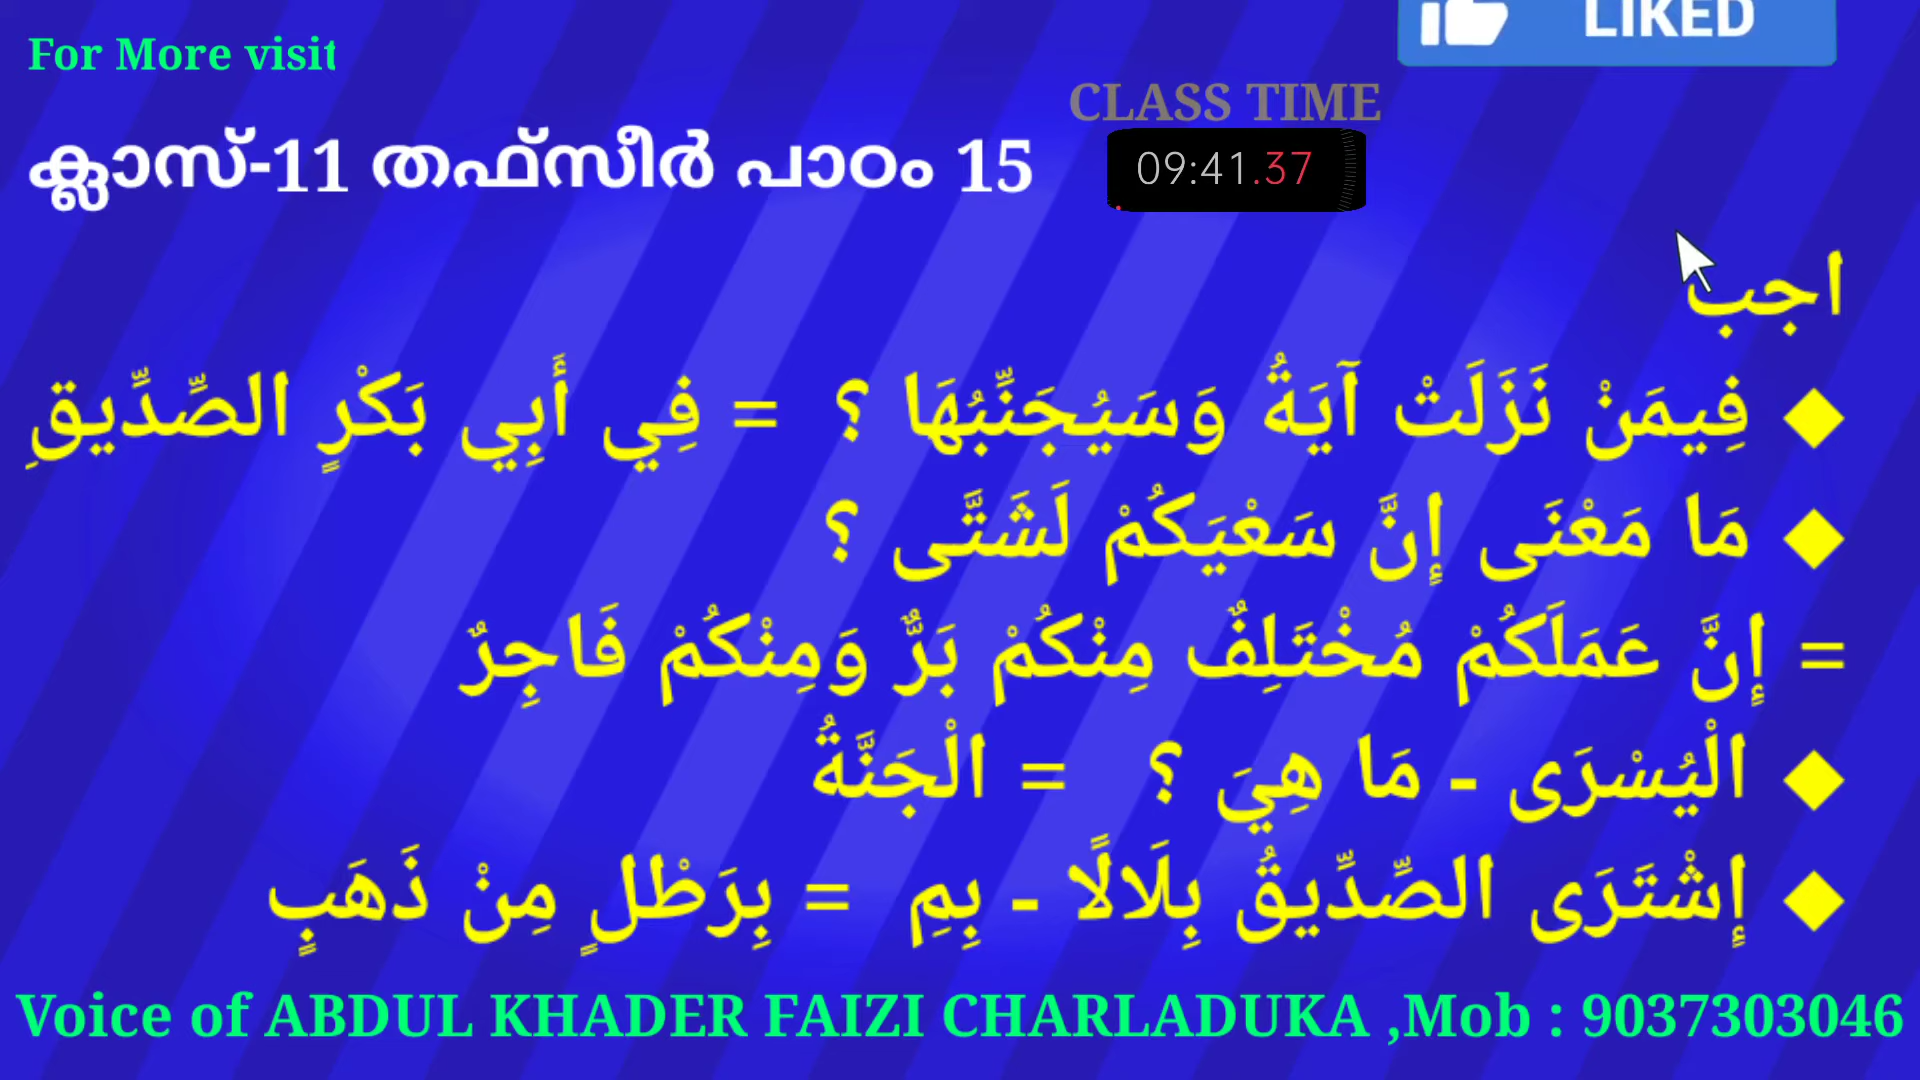 For More visit
LIKED
CLASS TIME
ക്ലാസ്-11 തഫ്സീർ പാഠം 15
09:41.37
اجب
◆ فِيمَنْ نَزَلَتْ آيَةُ وَسَيُجَنِّبُهَا ؟ = فِي أَبِي بَكْرٍ الصِّدِّيقِ
◆ مَا مَعْنَى إِنَّ سَعْيَكُمْ لَشَتَّى ؟
= إِنَّ عَمَلَكُمْ مُخْتَلِفٌ مِنْكُمْ بَرٌّ وَمِنْكُمْ فَاجِرٌ
◆ الْيُسْرَى - مَا هِيَ ؟ = الْجَنَّةُ
◆ إِشْتَرَى الصِّدِّيقُ بِلَالًا - بِمِ = بِرَطْلٍ مِنْ ذَهَبٍ
Voice of ABDUL KHADER FAIZI CHARLADUKA ,Mob : 9037303046